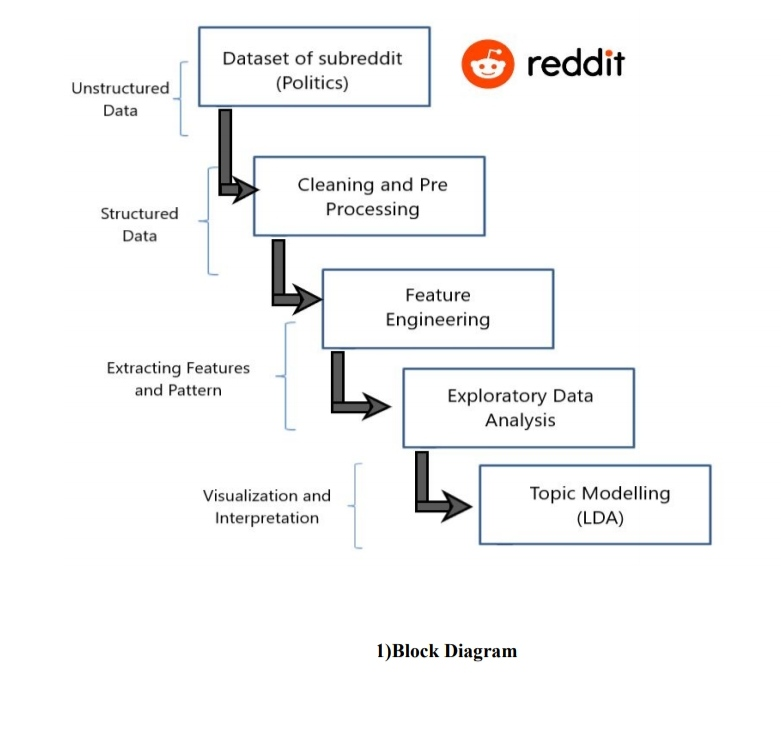 Dataset of subreddit
(Politics)
reddit
Unstructured
Data
Cleaning and Pre
Processing
Structured
Data
Feature
Engineering
Extracting Features
and Pattern
Exploratory Data
Analysis
Visualization and
Interpretation
Topic Modelling
(LDA)
1)Block Diagram